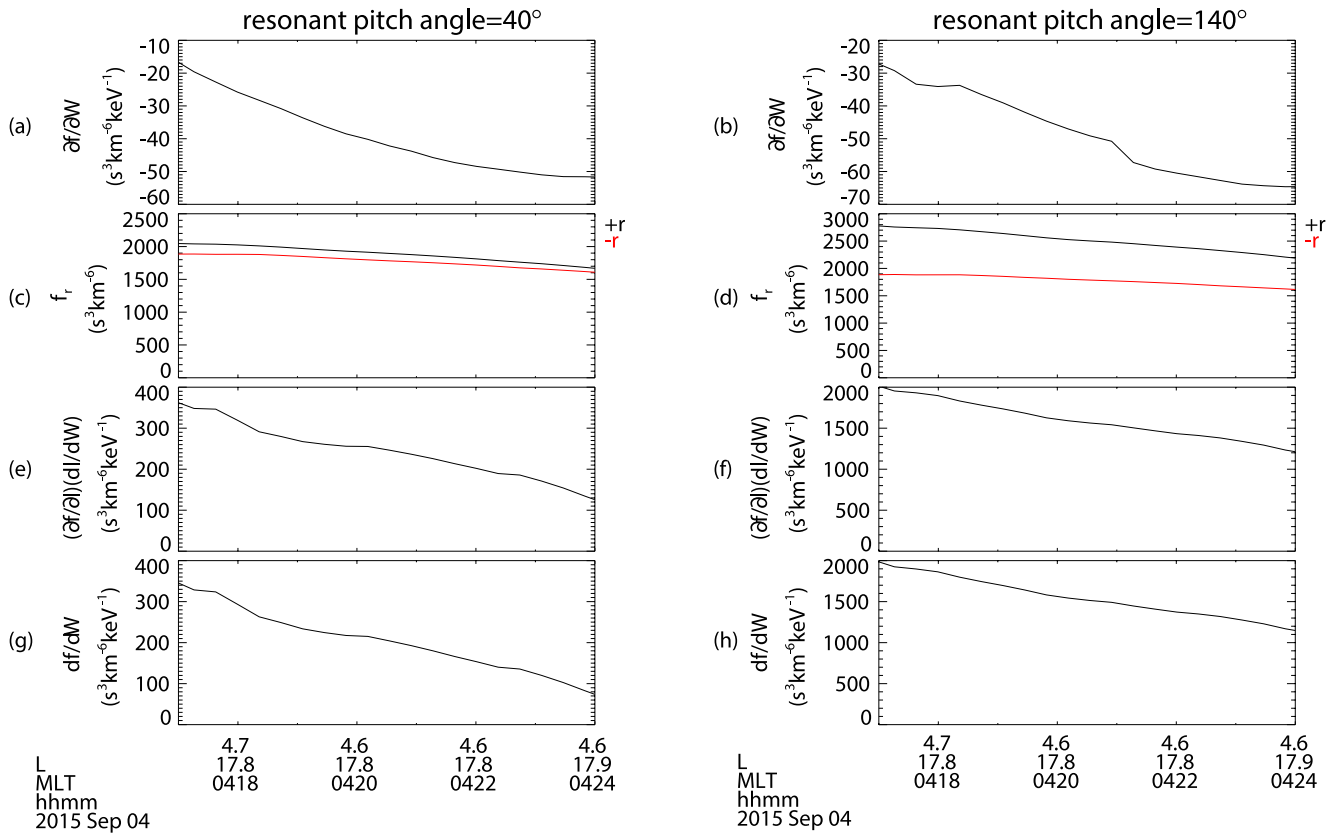 resonant pitch angle=40°
resonant pitch angle=140°
(a)
∂f/∂W
(s³km⁻⁶keV⁻¹)
-10
-20
-30
-40
-50
-60
(b)
∂f/∂W
(s³km⁻⁶keV⁻¹)
-20
-30
-40
-50
-60
-70
(c)
fᵣ
(s³km⁻⁶)
2500
2000
1500
1000
500
0
+r
-r
(d)
fᵣ
(s³km⁻⁶)
3000
2500
2000
1500
1000
500
0
+r
-r
(e)
(∂f/∂I)(dI/dW)
(s³km⁻⁶keV⁻¹)
400
300
200
100
0
(f)
(∂f/∂I)(dI/dW)
(s³km⁻⁶keV⁻¹)
2000
1500
1000
500
0
(g)
df/dW
(s³km⁻⁶keV⁻¹)
400
300
200
100
0
(h)
df/dW
(s³km⁻⁶keV⁻¹)
2000
1500
1000
500
0
4.7 4.6 4.6 4.6
L 17.8 17.8 17.8 17.9
MLT 0418 0420 0422 0424
hhmm
2015 Sep 04
4.7 4.6 4.6 4.6
L 17.8 17.8 17.8 17.9
MLT 0418 0420 0422 0424
hhmm
2015 Sep 04